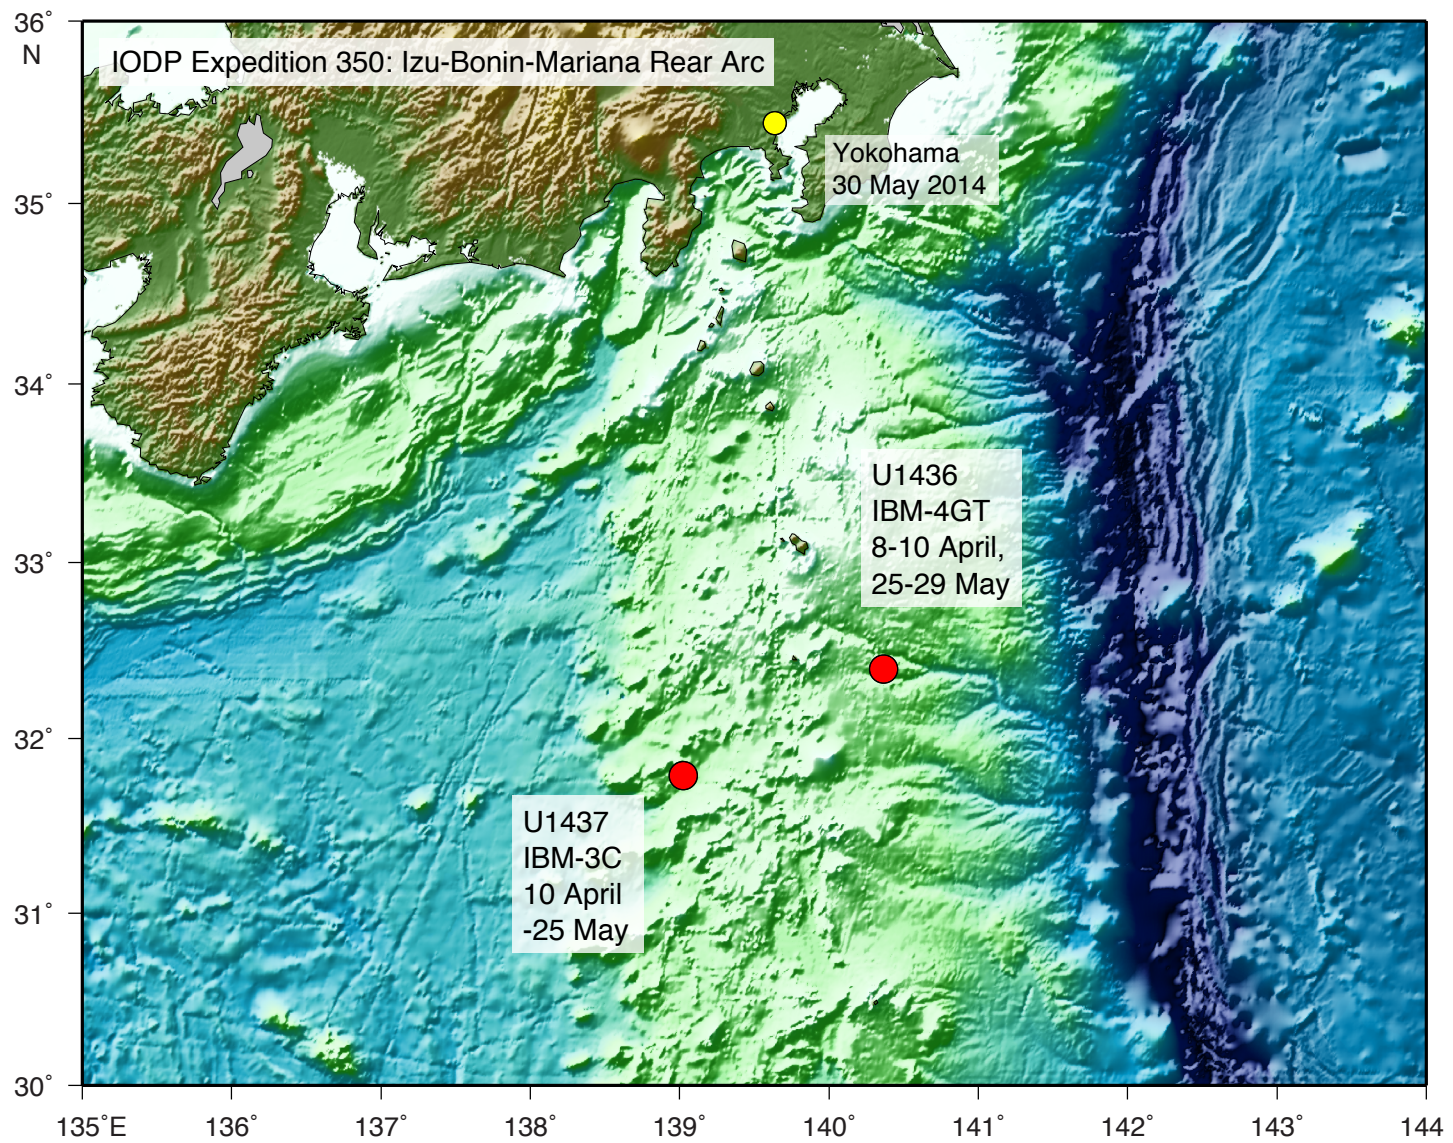 36°
N
IODP Expedition 350: Izu-Bonin-Mariana Rear Arc
Yokohama
30 May 2014
35°
34°
U1436
IBM-4GT
8-10 April,
25-29 May
33°
32°
U1437
IBM-3C
10 April
-25 May
31°
30°
135°E 136° 137° 138° 139° 140° 141° 142° 143° 144